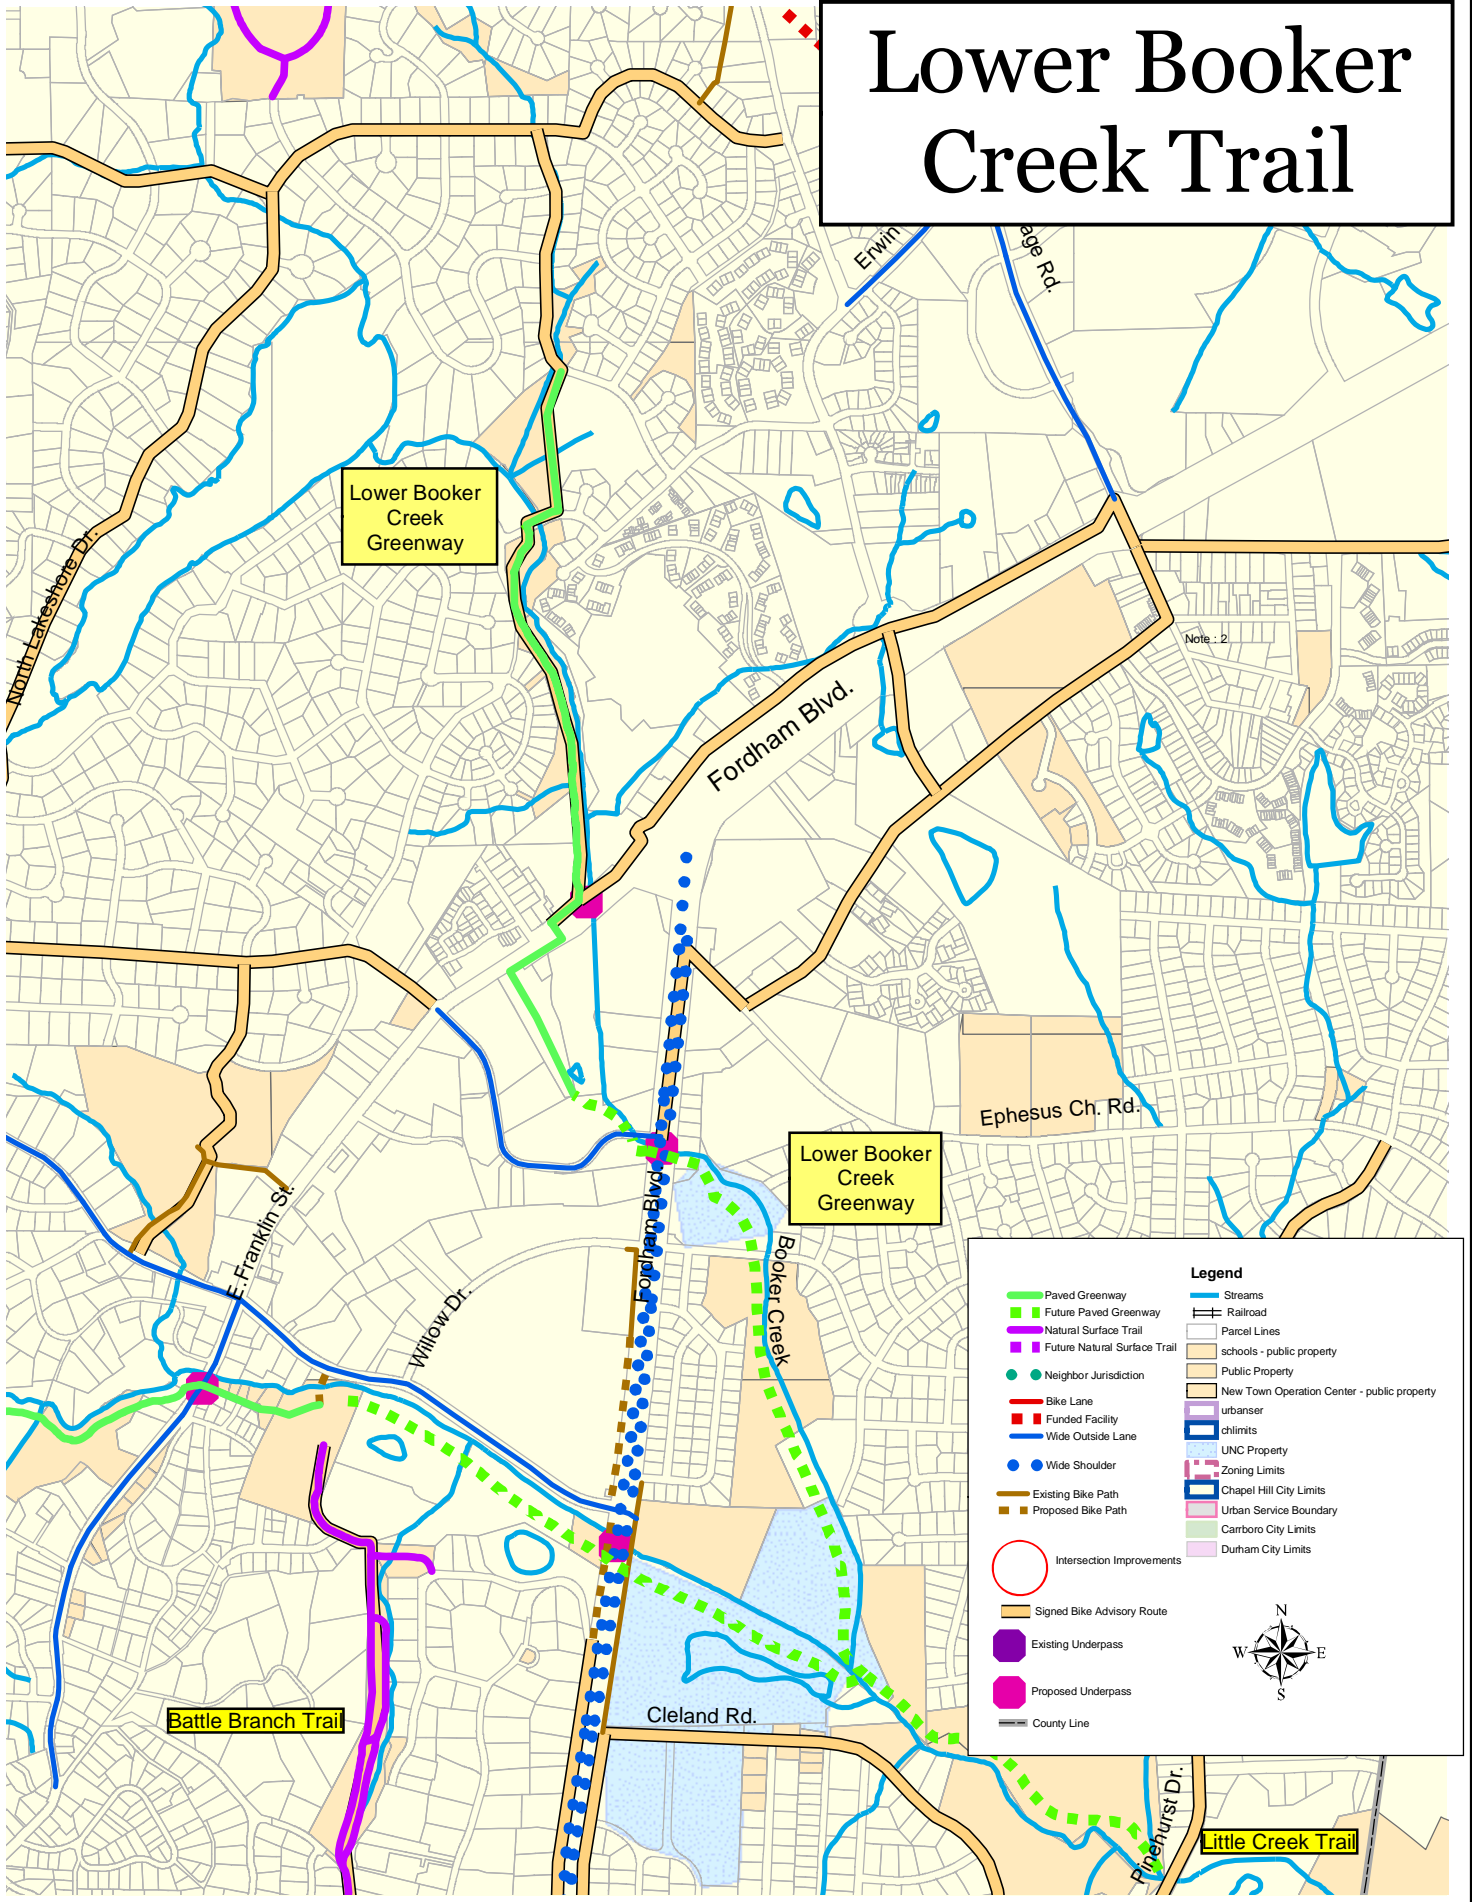 Lower Booker
Creek Trail
Erwin
age Rd.
Lower Booker
Creek
Greenway
North Lakeshore Dr.
Note : 2
Fordham Blvd.
Ephesus Ch. Rd.
Lower Booker
Creek
Greenway
E.Franklin St.
Fordham Blvd.
Booker Creek
Willow Dr.
Legend
Paved Greenway
Future Paved Greenway
Natural Surface Trail
Future Natural Surface Trail
Neighbor Jurisdiction
Bike Lane
Funded Facility
Wide Outside Lane
Wide Shoulder
Existing Bike Path
Proposed Bike Path
Intersection Improvements
Signed Bike Advisory Route
Existing Underpass
Proposed Underpass
County Line
Streams
Railroad
Parcel Lines
schools - public property
Public Property
New Town Operation Center - public property
urbanser
chlimits
UNC Property
Zoning Limits
Chapel Hill City Limits
Urban Service Boundary
Carrboro City Limits
Durham City Limits
N
W
E
S
Cleland Rd.
Battle Branch Trail
Pinehurst Dr.
Little Creek Trail